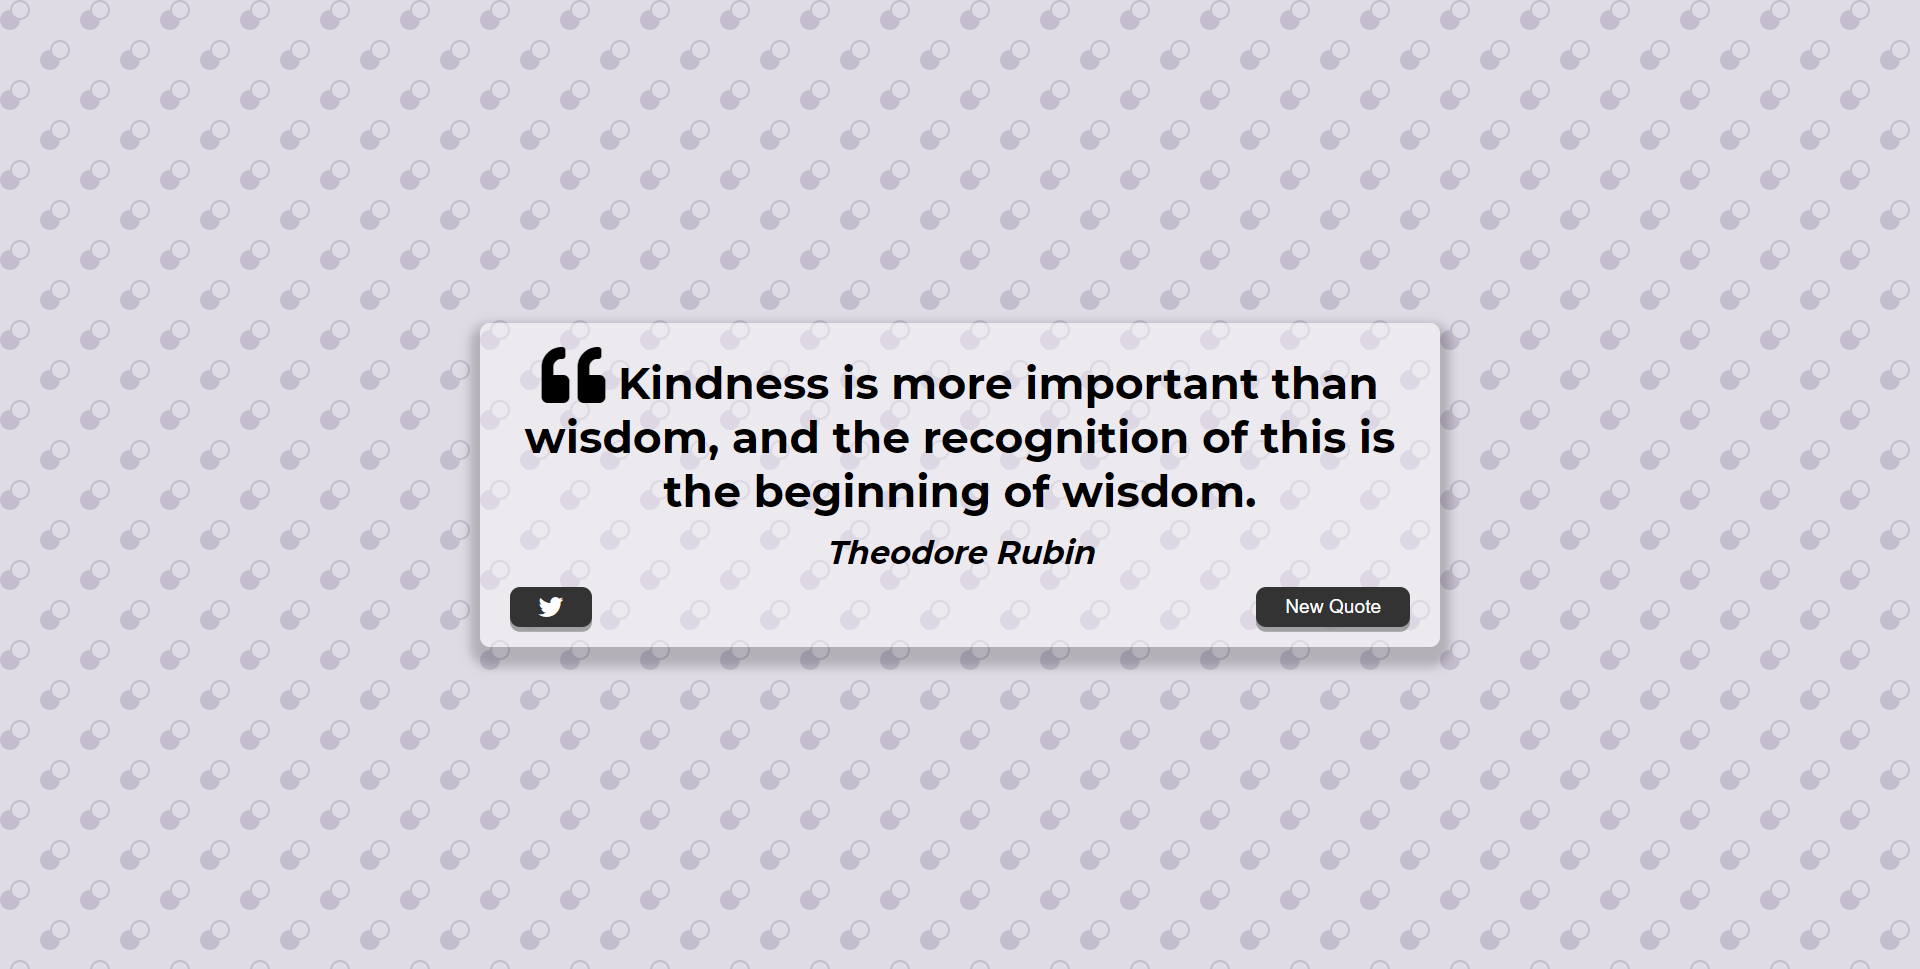 Kindness is more important than
wisdom, and the recognition of this is
the beginning of wisdom.
Theodore Rubin
New Quote